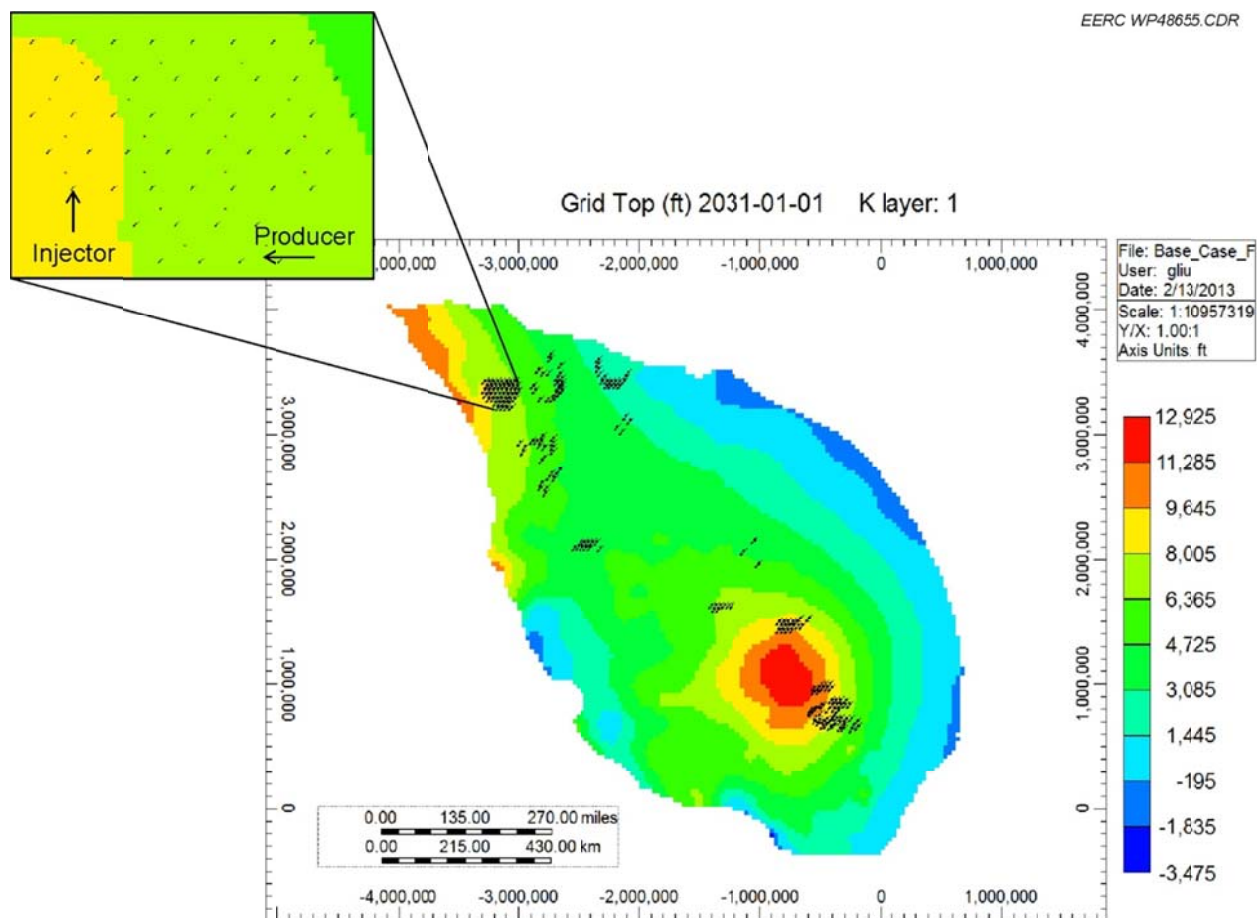 EERC WP48655.CDR
Injector
Producer
Grid Top (ft) 2031-01-01 K layer: 1
-3,000,000 -2,000,000 -1,000,000 0 1,000,000
File: Base_Case_F
User: gliu
Date: 2/13/2013
Scale: 1:10957319
Y/X: 1.00:1
Axis Units: ft
4,000,000
3,000,000
2,000,000
1,000,000
0
3,000,000
2,000,000
1,000,000
0
12,925
11,285
9,645
8,005
6,365
4,725
3,085
1,445
-195
-1,835
-3,475
0.00 135.00 270.00 miles
0.00 215.00 430.00 km
-4,000,000 -3,000,000 -2,000,000 -1,000,000 0 1,000,000